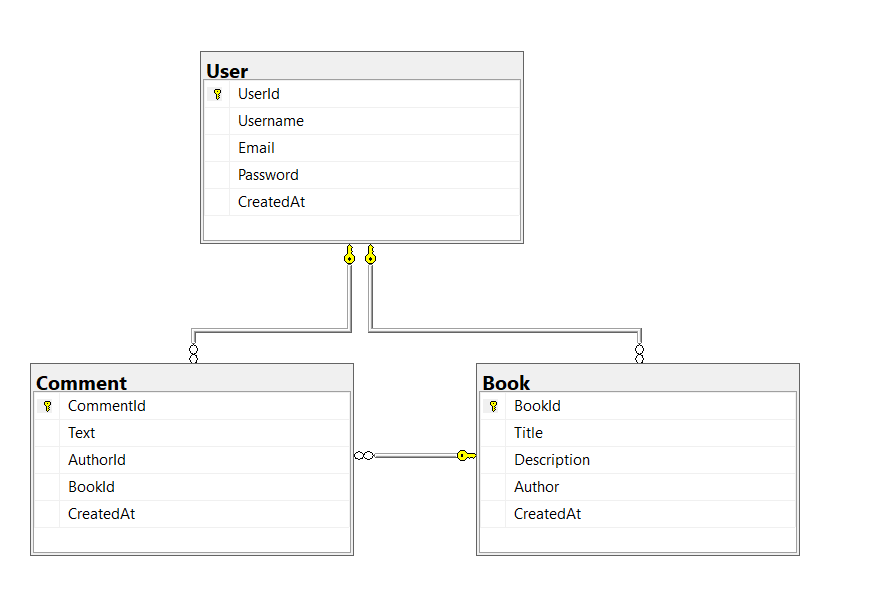 User
UserId
Username
Email
Password
CreatedAt
Comment
CommentId
Text
AuthorId
BookId
CreatedAt
Book
BookId
Title
Description
Author
CreatedAt